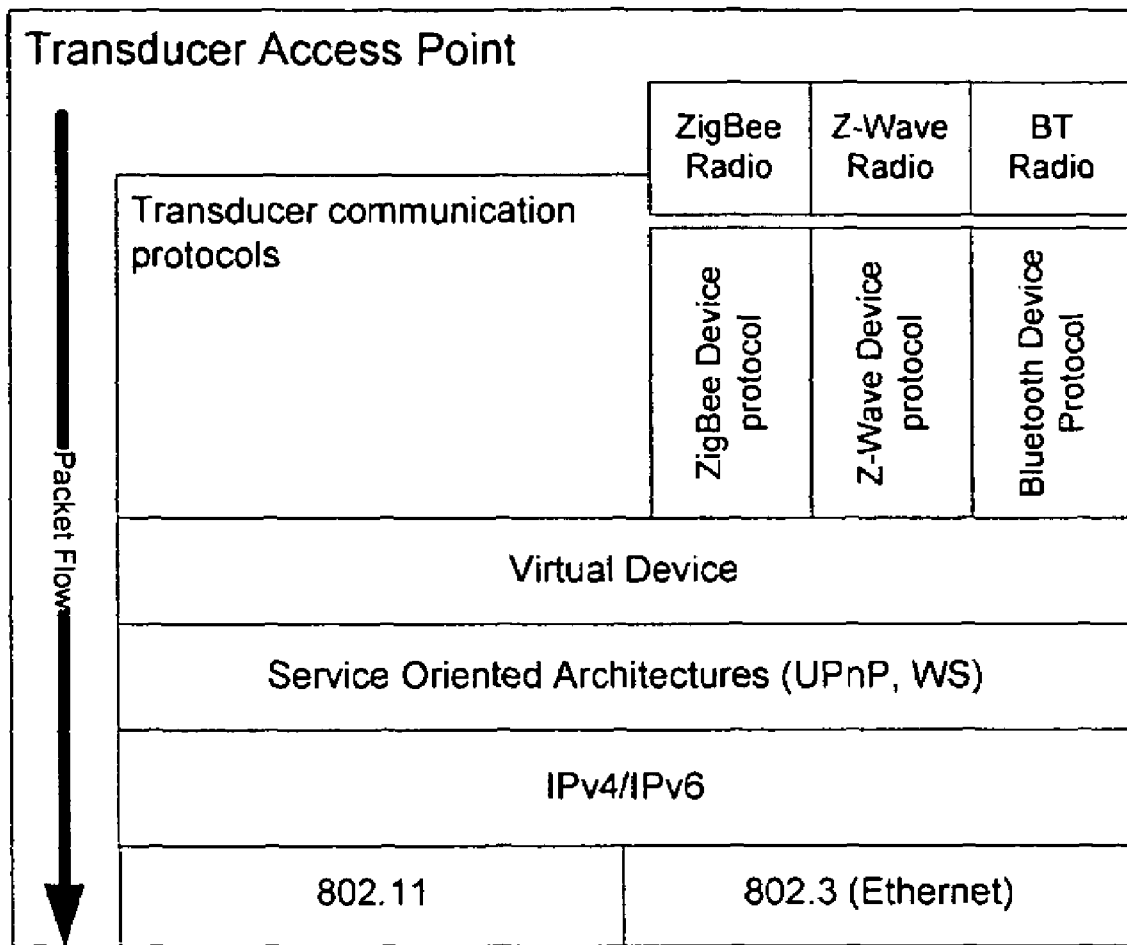 Transducer Access Point
ZigBee
Radio
Z-Wave
Radio
BT
Radio
Transducer communication
protocols
ZigBee Device
protocol
Z-Wave Device
protocol
Bluetooth Device
Protocol
Packet Flow
Virtual Device
Service Oriented Architectures (UPnP, WS)
IPv4/IPv6
802.11
802.3 (Ethernet)